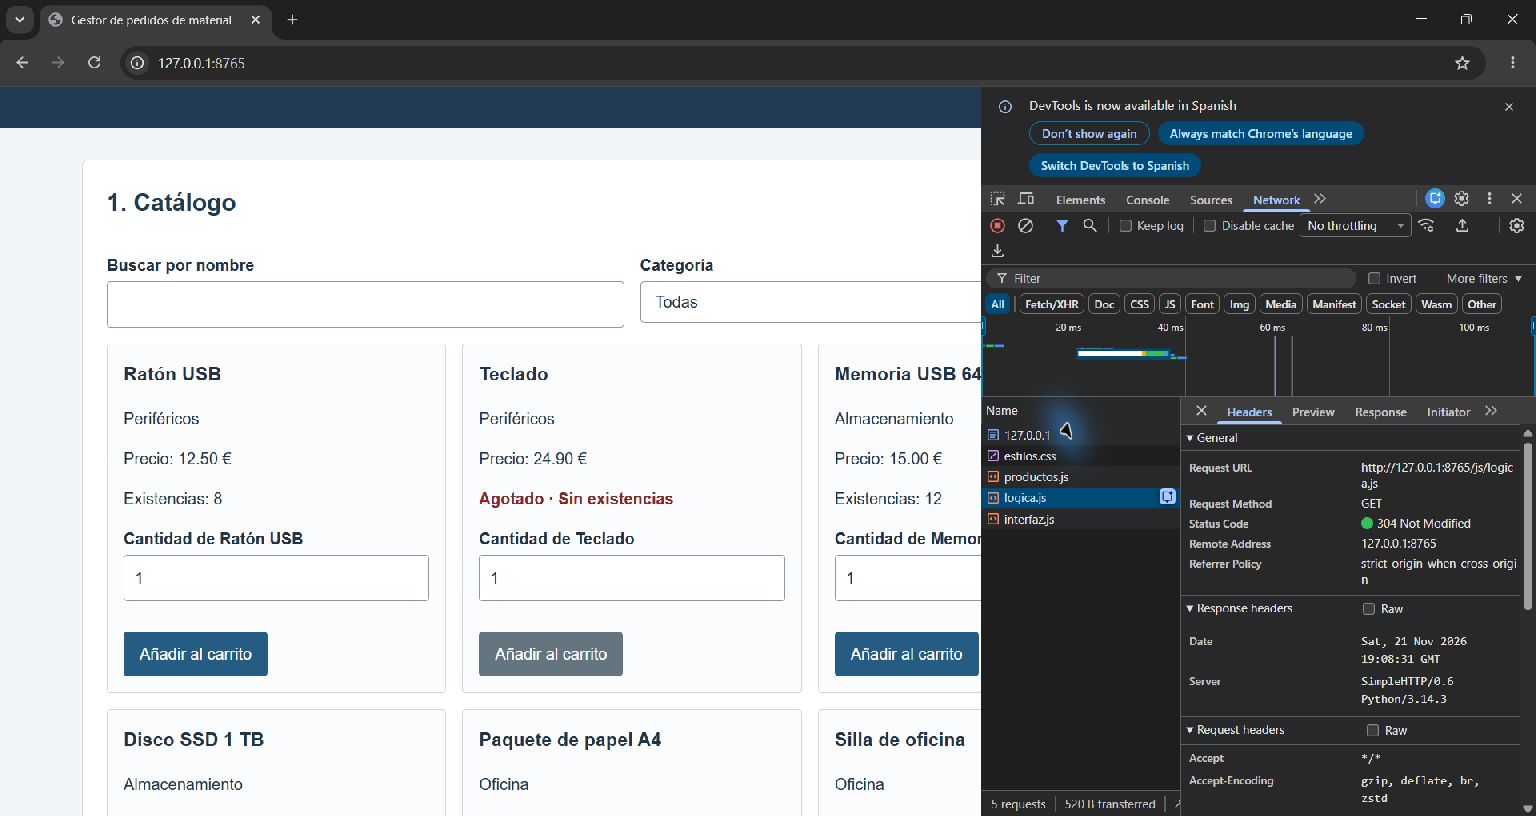 Gestor de pedidos de material
127.0.0.1:8765
1. Catálogo
Buscar por nombre
Categoría
Todas
Ratón USB
Periféricos
Precio: 12.50 €
Existencias: 8
Cantidad de Ratón USB
1
Añadir al carrito
Teclado
Periféricos
Precio: 24.90 €
Agotado · Sin existencias
Cantidad de Teclado
1
Añadir al carrito
Memoria USB 64
Almacenamiento
Precio: 15.00 €
Existencias: 12
Cantidad de Memor
1
Añadir al carrito
Disco SSD 1 TB
Almacenamiento
Paquete de papel A4
Oficina
Silla de oficina
Oficina
DevTools is now available in Spanish
Don't show again
Always match Chrome's language
Switch DevTools to Spanish
Elements Console Sources Network
Keep log Disable cache No throttling
Filter Invert More filters
All Fetch/XHR Doc CSS JS Font Img Media Manifest Socket Wasm Other
20 ms 40 ms 60 ms 80 ms 100 ms
Name
127.0.0.1
estilos.css
productos.js
logica.js
interfaz.js
5 requests 520 B transferred
Headers Preview Response Initiator
General
Request URL http://127.0.0.1:8765/js/logic
a.js
Request Method GET
Status Code 304 Not Modified
Remote Address 127.0.0.1:8765
Referrer Policy strict origin when cross origi
n
Response headers Raw
Date Sat, 21 Nov 2026
19:08:31 GMT
Server SimpleHTTP/0.6
Python/3.14.3
Request headers Raw
Accept */*
Accept-Encoding gzip, deflate, br,
zstd